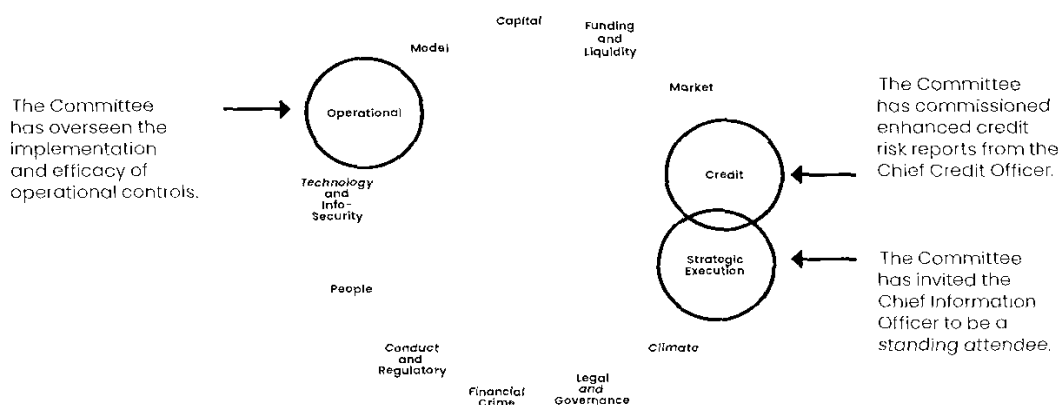 Capital
Funding
and
Liquidity
Model
Market
Operational
The Committee
has overseen the
implementation
and efficacy of
operational controls.
The Committee
has commissioned
enhanced credit
risk reports from the
Chief Credit Officer.
Credit
Technology
and
Info-
Security
Strategic
Execution
The Committee
has invited the
Chief Information
Officer to be a
standing attendee.
People
Climate
Conduct
and
Regulatory
Financial
Crime
Legal
and
Governance